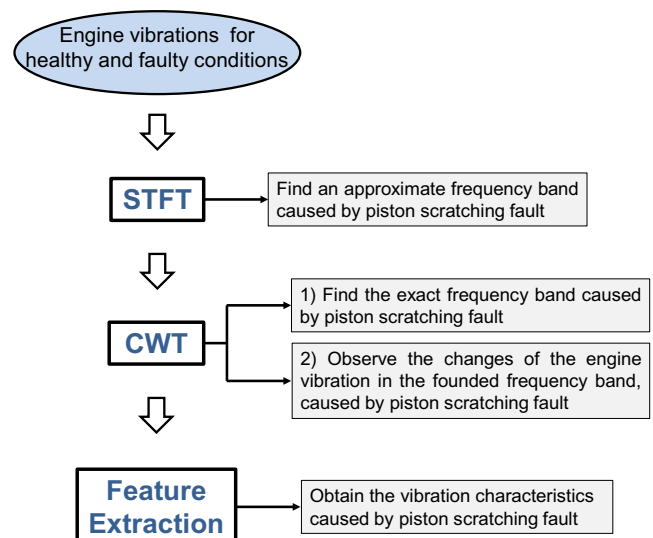 Engine vibrations for
healthy and faulty conditions
STFT
Find an approximate frequency band
caused by piston scratching fault
CWT
1) Find the exact frequency band caused
by piston scratching fault
2) Observe the changes of the engine
vibration in the founded frequency band,
caused by piston scratching fault
Feature
Extraction
Obtain the vibration characteristics
caused by piston scratching fault